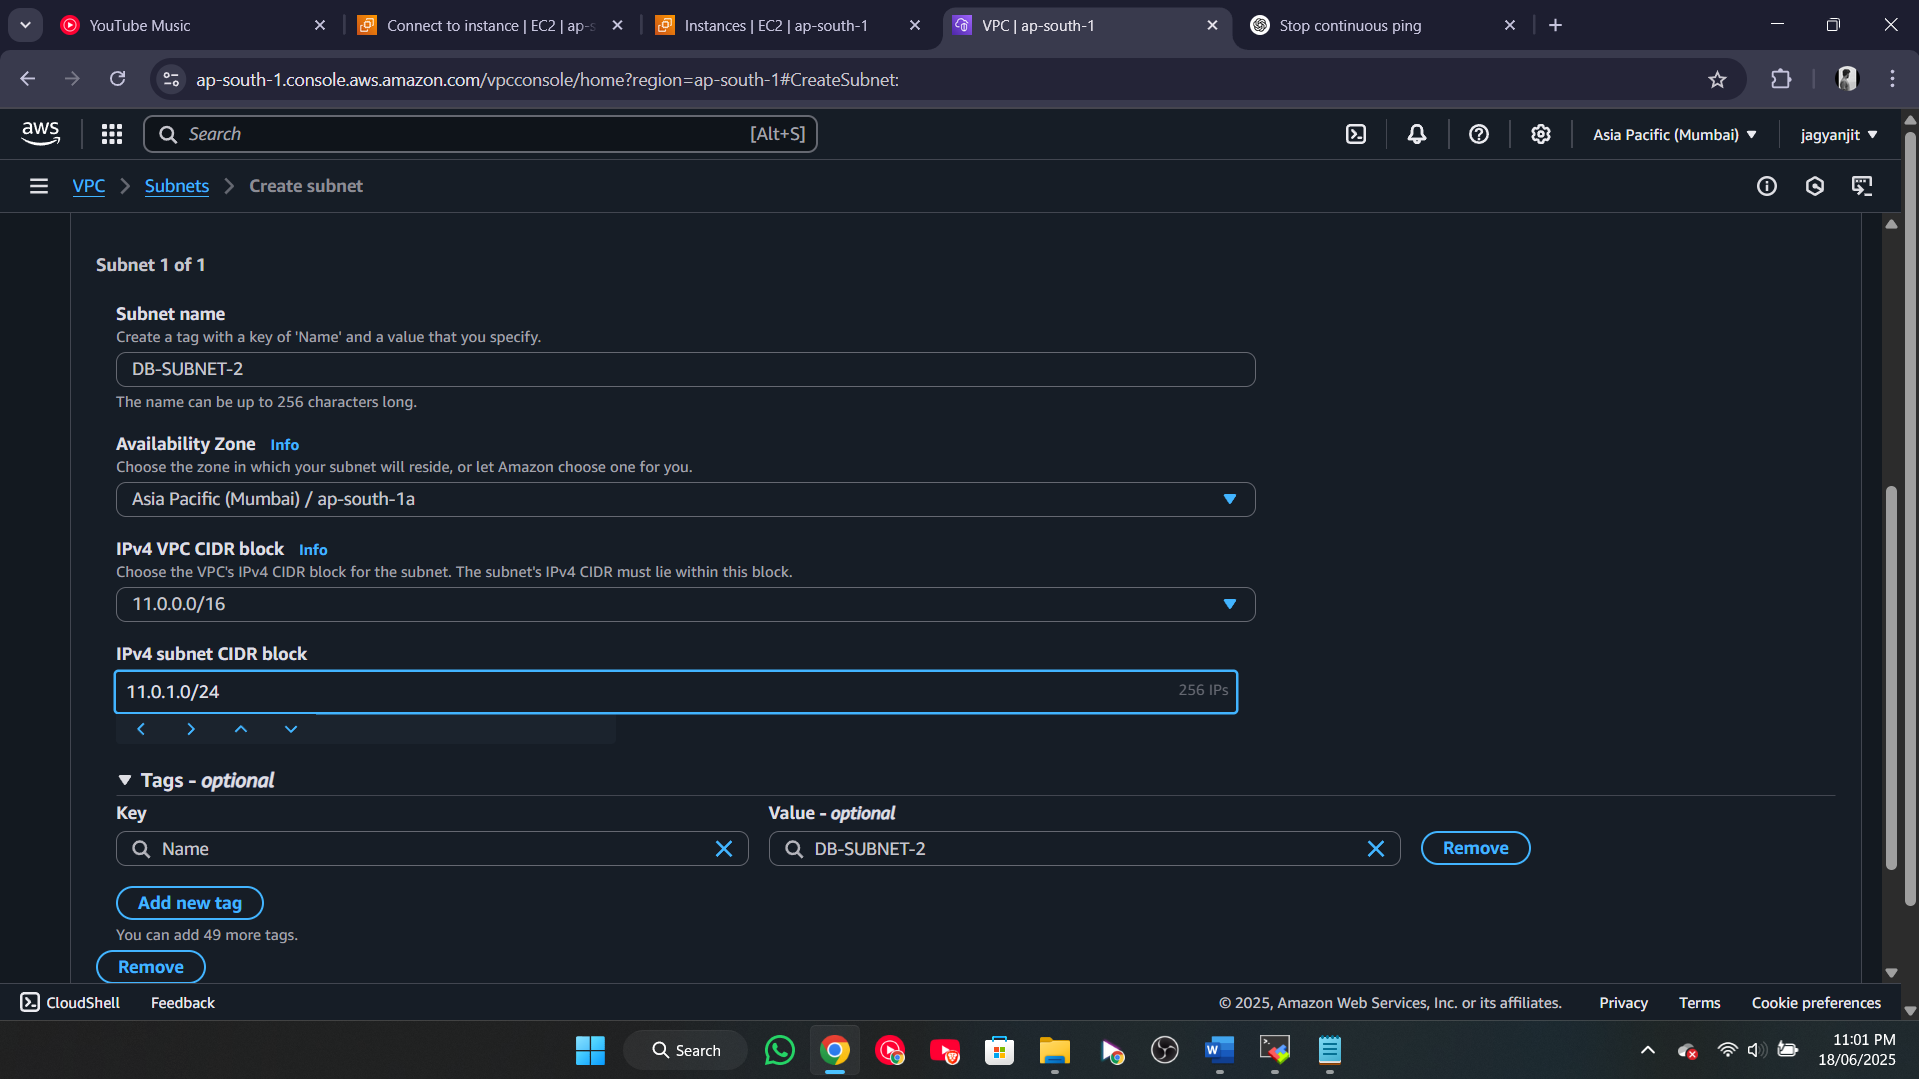 YouTube Music
Connect to instance | EC2 | ap-s
Instances | EC2 | ap-south-1
VPC | ap-south-1
Stop continuous ping
ap-south-1.console.aws.amazon.com/vpcconsole/home?region=ap-south-1#CreateSubnet:
aws
Search
[Alt+S]
Asia Pacific (Mumbai)
jagyanjit
VPC
Subnets
Create subnet
Subnet 1 of 1
Subnet name
Create a tag with a key of 'Name' and a value that you specify.
DB-SUBNET-2
The name can be up to 256 characters long.
Availability Zone Info
Choose the zone in which your subnet will reside, or let Amazon choose one for you.
Asia Pacific (Mumbai) / ap-south-1a
IPv4 VPC CIDR block Info
Choose the VPC's IPv4 CIDR block for the subnet. The subnet's IPv4 CIDR must lie within this block.
11.0.0.0/16
IPv4 subnet CIDR block
11.0.1.0/24
256 IPs
Tags - optional
Key
Value - optional
Name
DB-SUBNET-2
Remove
Add new tag
You can add 49 more tags.
Remove
CloudShell
Feedback
© 2025, Amazon Web Services, Inc. or its affiliates.
Privacy
Terms
Cookie preferences
Search
11:01 PM
18/06/2025